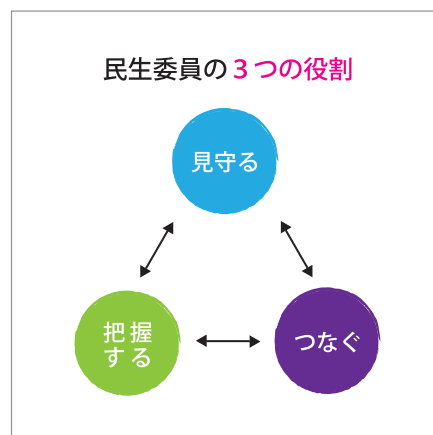 民生委員の３つの役割
見守る
把握
する
つなぐ